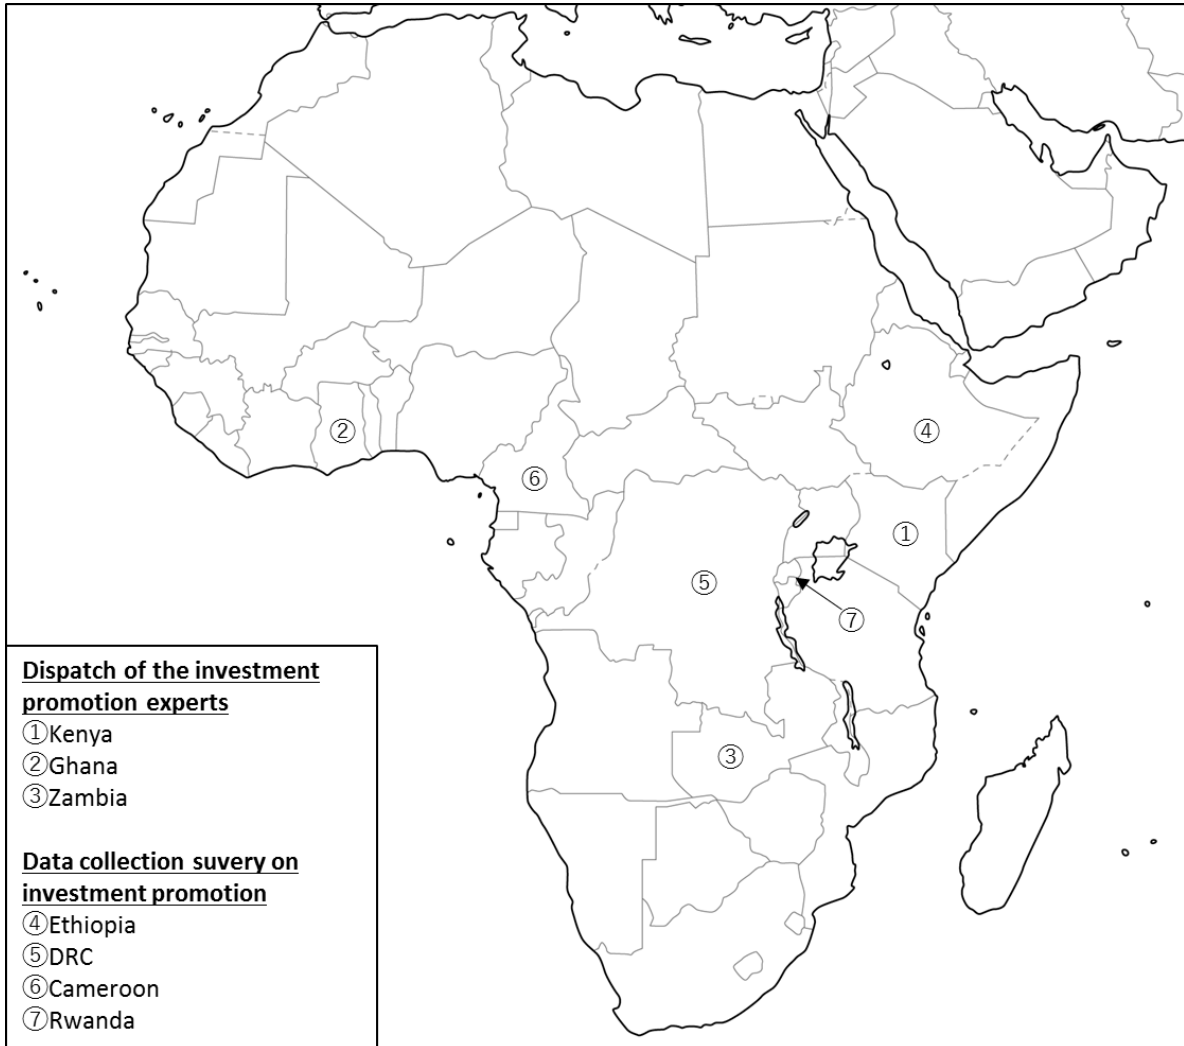 ②
④
⑥
①
⑤
⑦
③
Dispatch of the investment
promotion experts
①Kenya
②Ghana
③Zambia
Data collection suvery on
investment promotion
④Ethiopia
⑤DRC
⑥Cameroon
⑦Rwanda